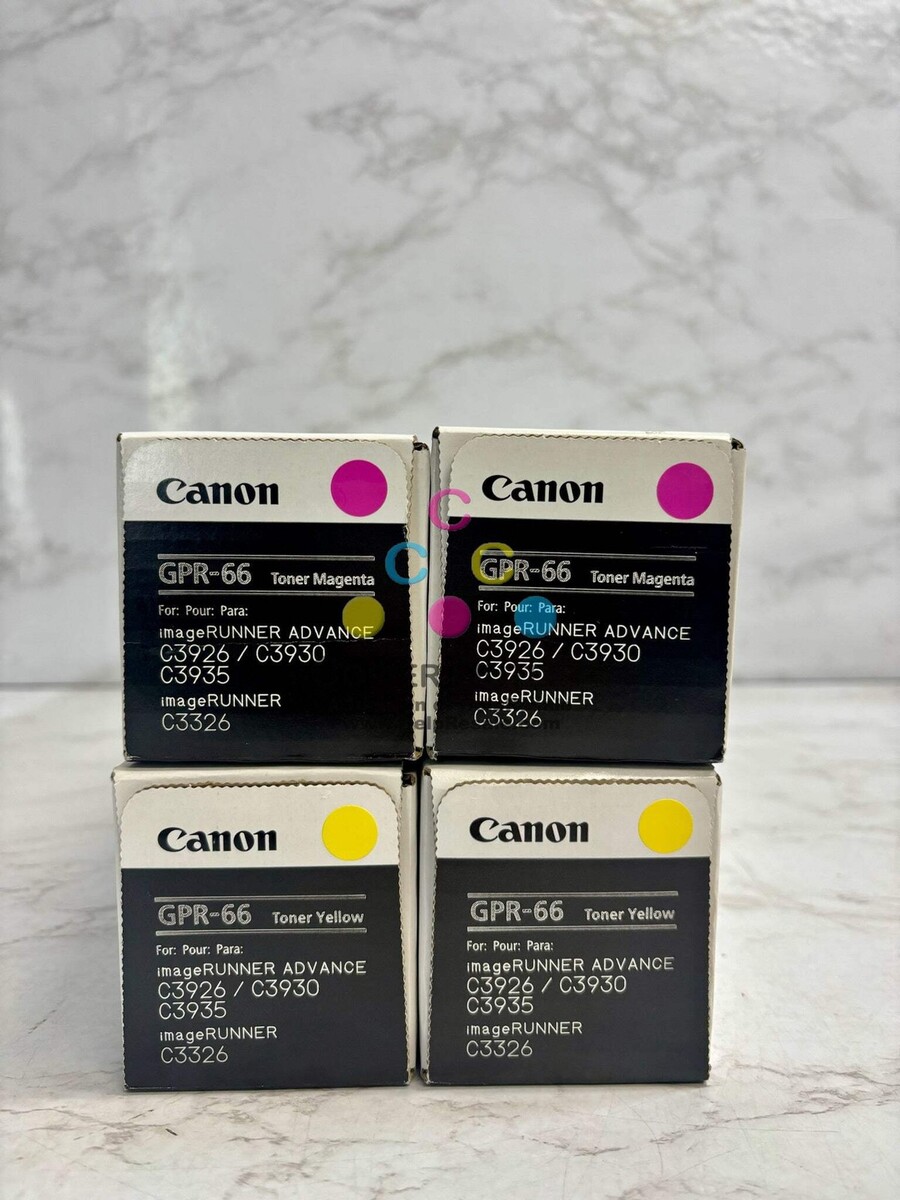 Canon
GPR-66 Toner Magenta
For: Pour: Para:
imageRUNNER ADVANCE
C3926 / C3930
C3935
imageRUNNER
C3326
Canon
GPR-66 Toner Magenta
For: Pour: Para:
imageRUNNER ADVANCE
C3926 / C3930
C3935
imageRUNNER
C3326
C
C C
Canon
GPR-66 Toner Yellow
For: Pour: Para:
imageRUNNER ADVANCE
C3926 / C3930
C3935
imageRUNNER
C3326
Canon
GPR-66 Toner Yellow
For: Pour: Para:
imageRUNNER ADVANCE
C3926 / C3930
C3935
imageRUNNER
C3326